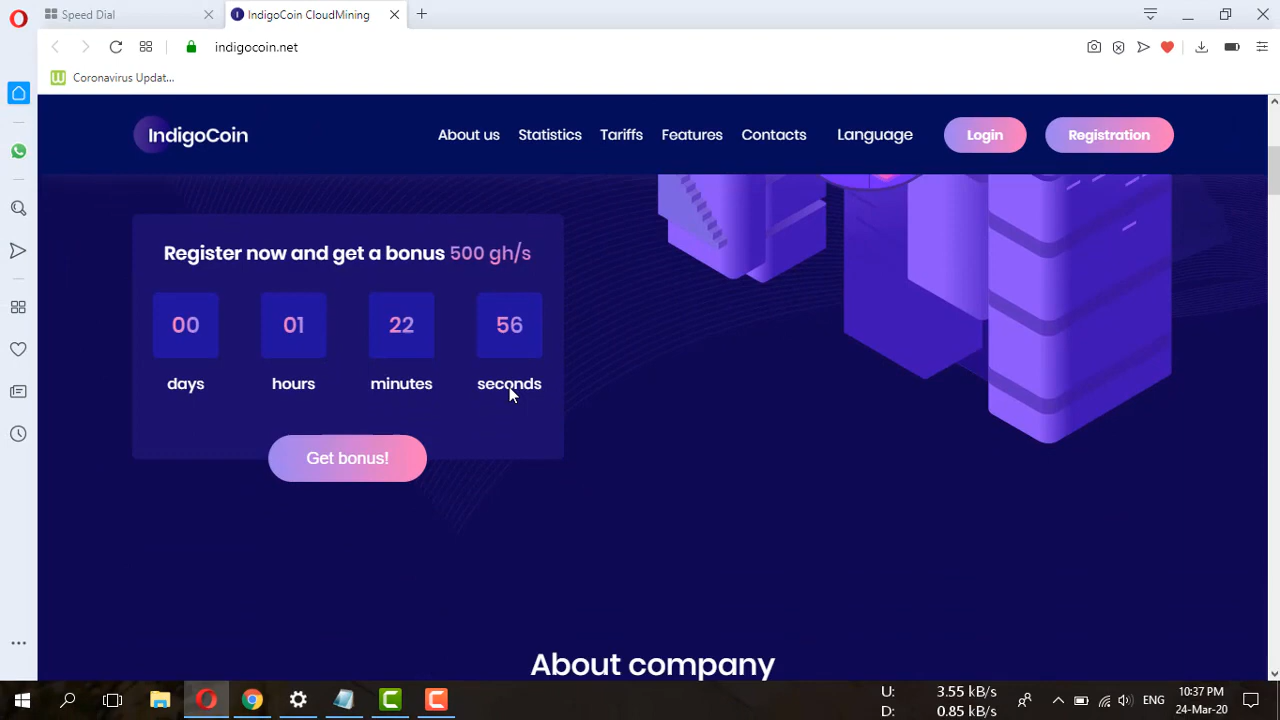 Speed Dial
IndigoCoin CloudMining
indigocoin.net
Coronavirus Updat...
IndigoCoin
About us
Statistics
Tariffs
Features
Contacts
Language
Login
Registration
Register now and get a bonus 500 gh/s
00
01
22
56
days
hours
minutes
seconds
Get bonus!
About company
U: 3.55 kB/s
D: 0.85 kB/s
ENG
10:37 PM
24-Mar-20